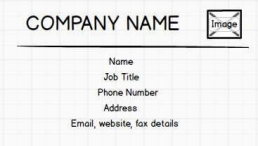 COMPANY NAME
Image
Name
Job Title
Phone Number
Address
Email, website, fax details